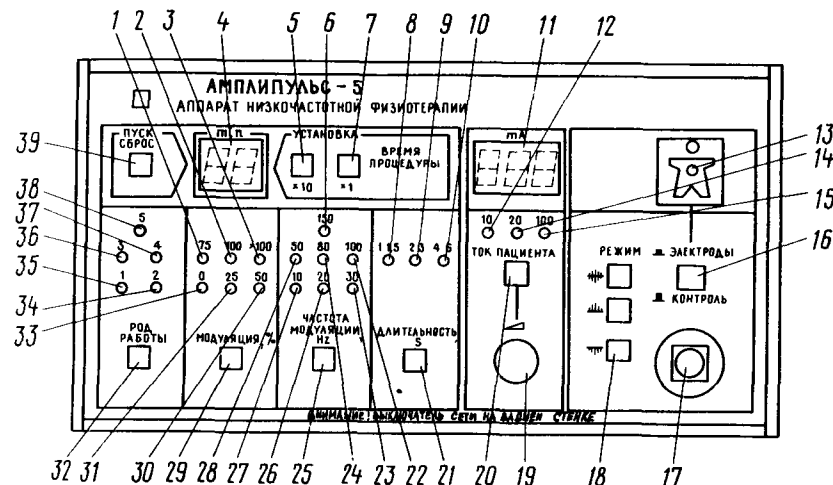 1 2 3 4 5 6 7 8 9 10 11 12
АМПЛИПУЛЬС - 5
АППАРАТ НИЗКОЧАСТОТНОЙ ФИЗИОТЕРАПИИ
ПУСК
СБРОС
min
УСТАНОВКА
ВРЕМЯ
ПРОЦЕДУРЫ
×10 ×1
mA
13
14
15
16
39
38
37
36
35
34
33
5
3 4
1 2
РОД
РАБОТЫ
75 100 >100
0 25 50
МОДУЛЯЦИЯ, %
150
50 80 100
10 20 30
ЧАСТОТА
МОДУЛЯЦИИ
Hz
1 1,5 2 3 4 6
ДЛИТЕЛЬНОСТЬ
S
10 20 100
ТОК ПАЦИЕНТА
РЕЖИМ
ЭЛЕКТРОДЫ
КОНТРОЛЬ
ВНИМАНИЕ! ВЫКЛЮЧАТЕЛЬ СЕТИ НА ЗАДНЕЙ СТЕНКЕ
32 31 30 29 28 27 26 25 24 23 22 21 20 19 18 17